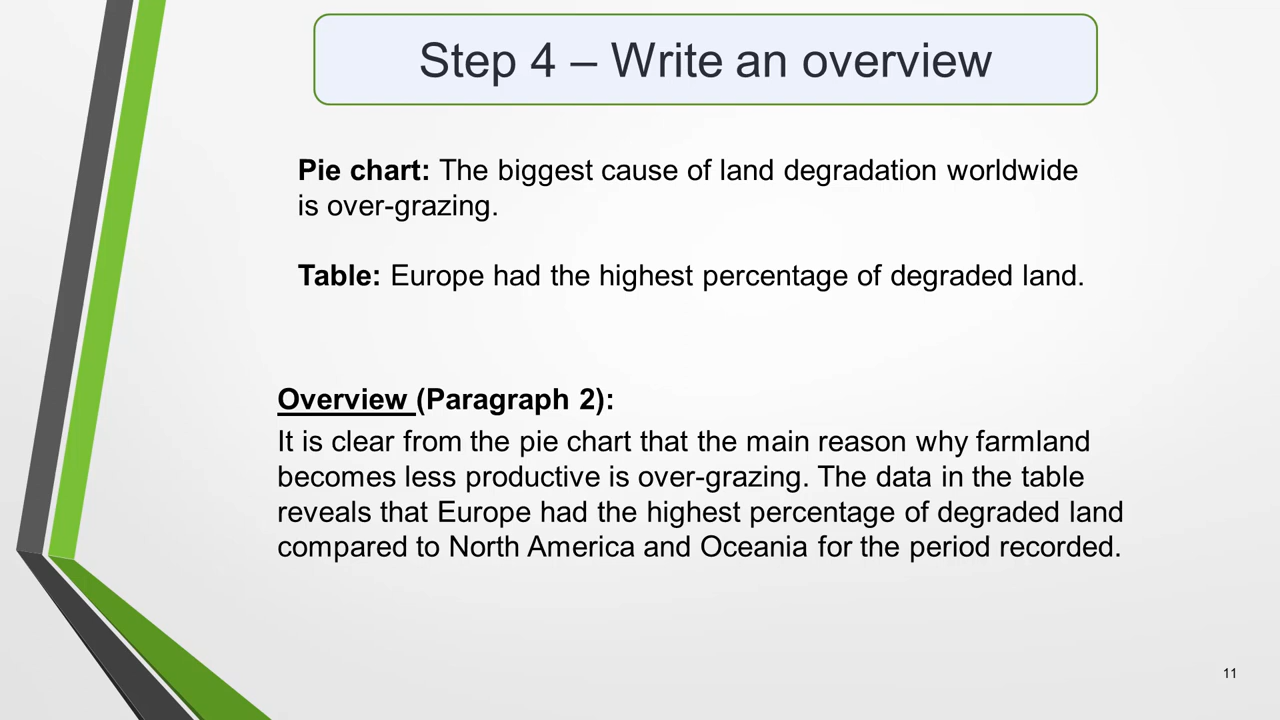 Step 4 – Write an overview
Pie chart: The biggest cause of land degradation worldwide
is over-grazing.
Table: Europe had the highest percentage of degraded land.
Overview (Paragraph 2):
It is clear from the pie chart that the main reason why farmland
becomes less productive is over-grazing. The data in the table
reveals that Europe had the highest percentage of degraded land
compared to North America and Oceania for the period recorded.
11